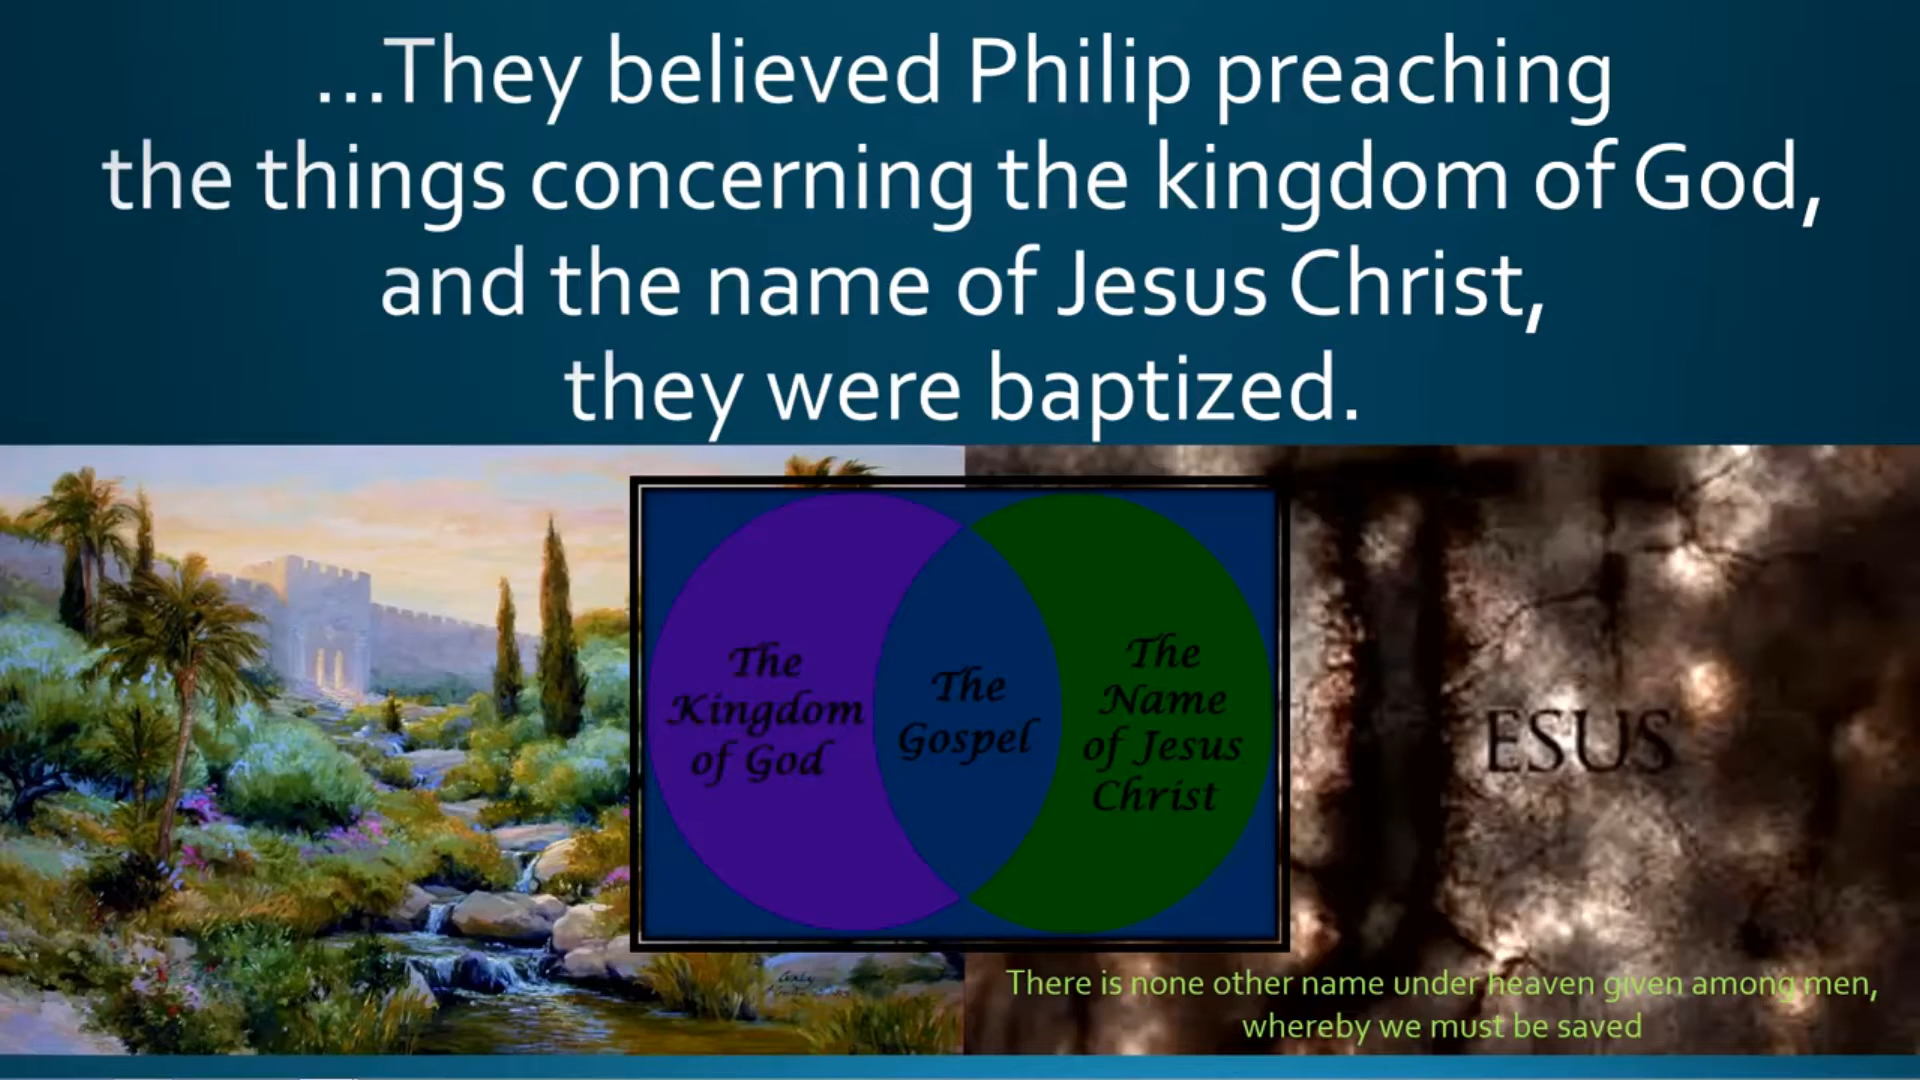 ...They believed Philip preaching
the things concerning the kingdom of God,
and the name of Jesus Christ,
they were baptized.
The
Kingdom
of God
The
Gospel
The
Name
of Jesus
Christ
ESUS
There is none other name under heaven given among men,
whereby we must be saved